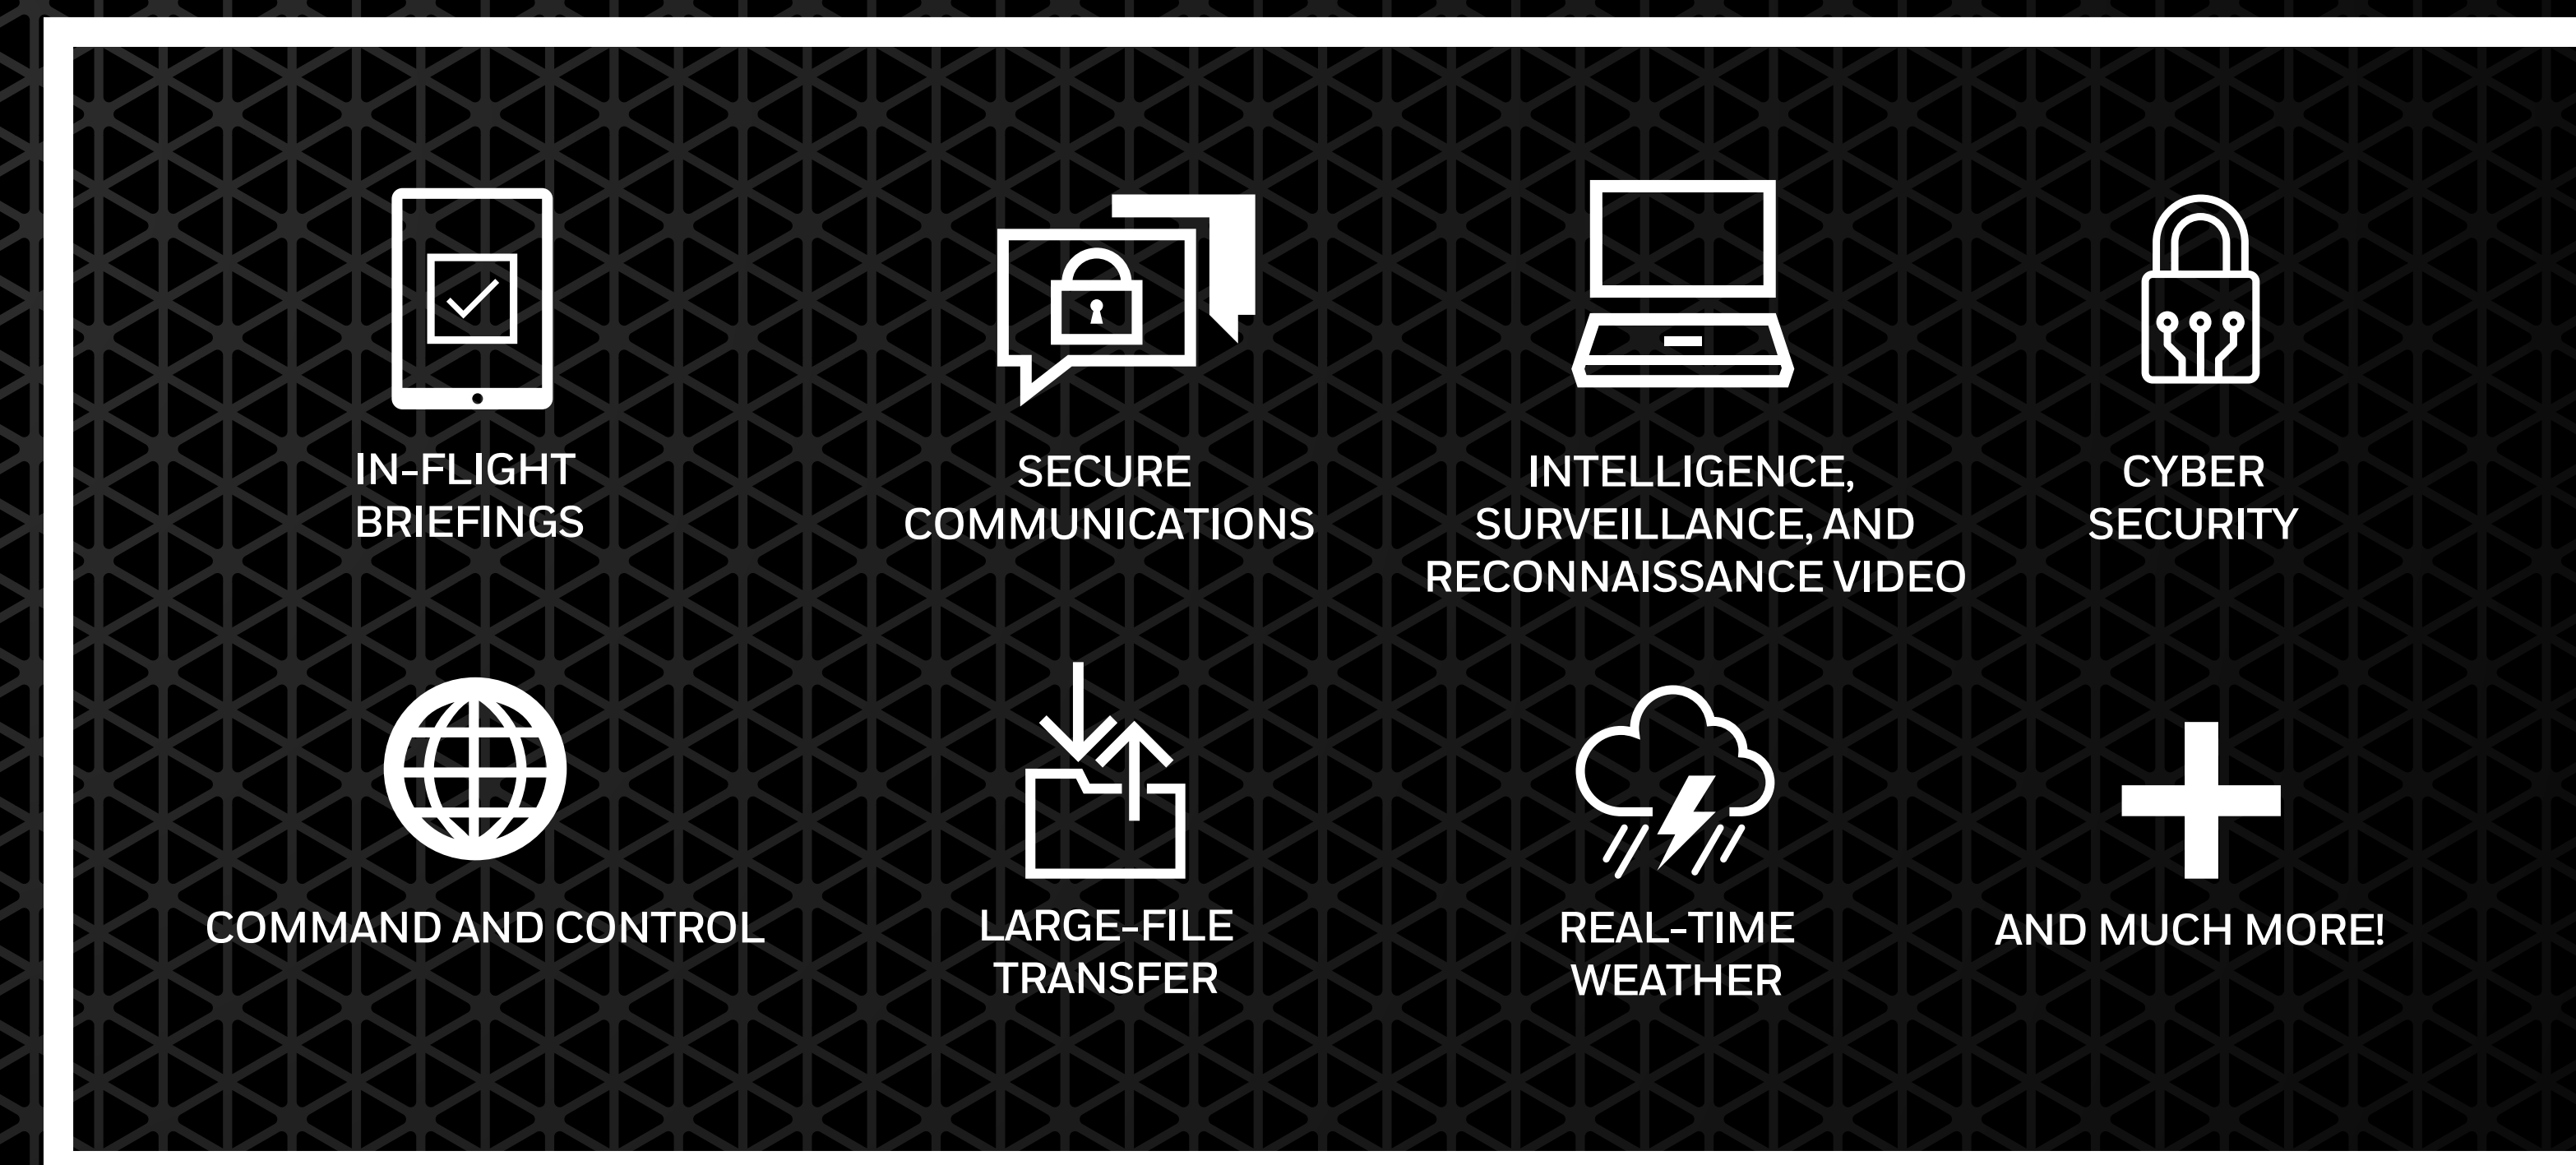 IN-FLIGHT
BRIEFINGS
SECURE
COMMUNICATIONS
INTELLIGENCE,
SURVEILLANCE, AND
RECONNAISSANCE VIDEO
CYBER
SECURITY
COMMAND AND CONTROL
LARGE-FILE
TRANSFER
REAL-TIME
WEATHER
AND MUCH MORE!